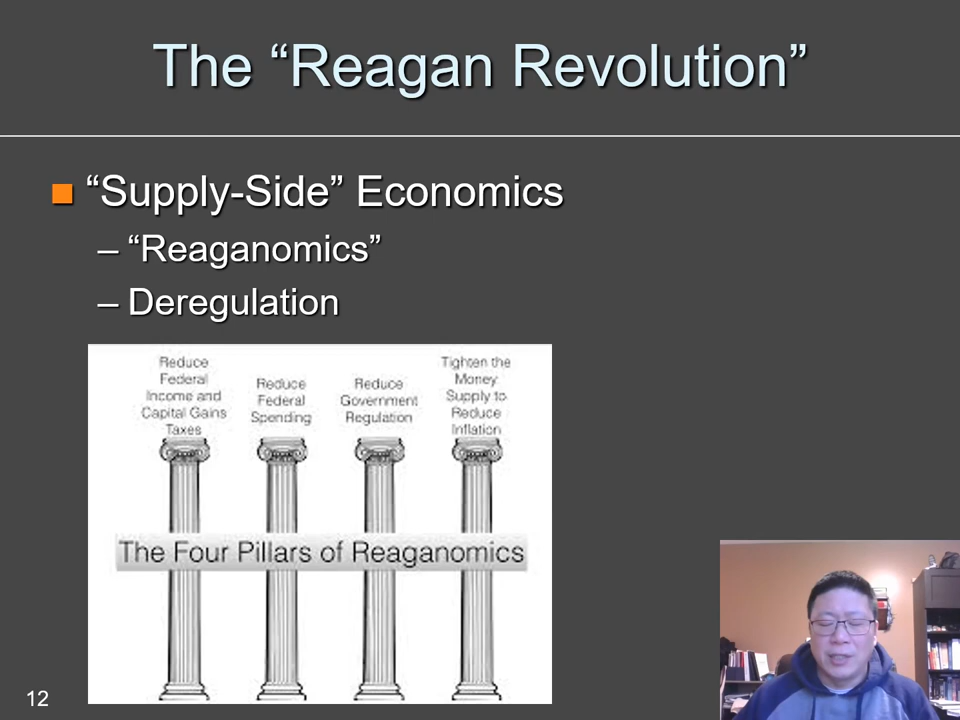 The “Reagan Revolution”
“Supply-Side” Economics
– “Reaganomics”
– Deregulation
Reduce
Federal
Income and
Capital Gains
Taxes
Reduce
Federal
Spending
Reduce
Government
Regulation
Tighten the
Money
Supply to
Reduce
Inflation
The Four Pillars of Reaganomics
12